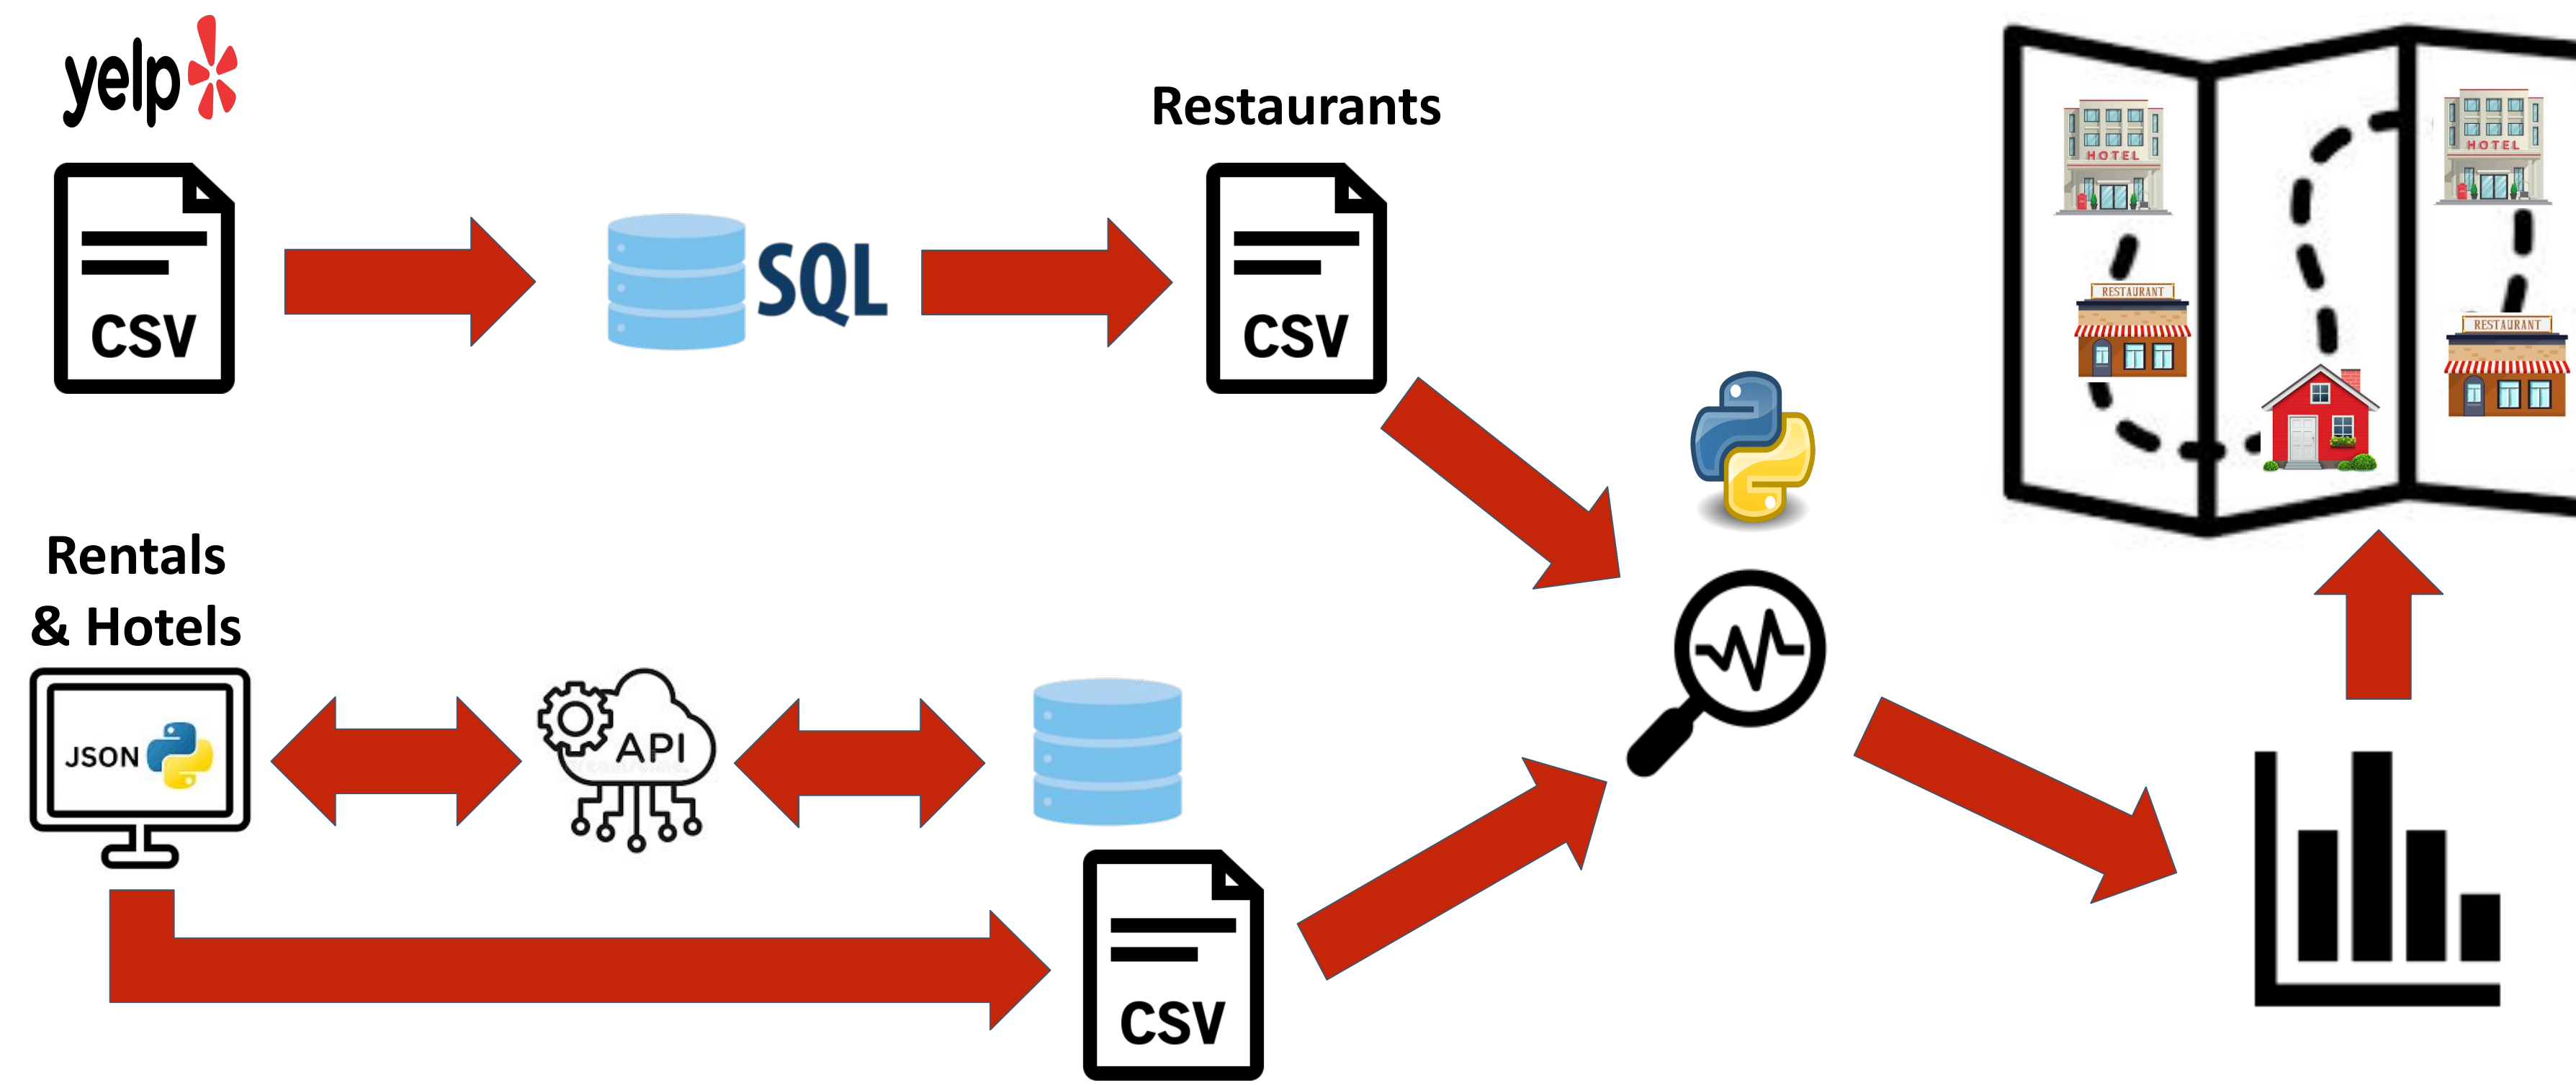 yelp
Restaurants
CSV
SQL
CSV
HOTEL
HOTEL
RESTAURANT
RESTAURANT
Rentals
& Hotels
JSON
API
CSV